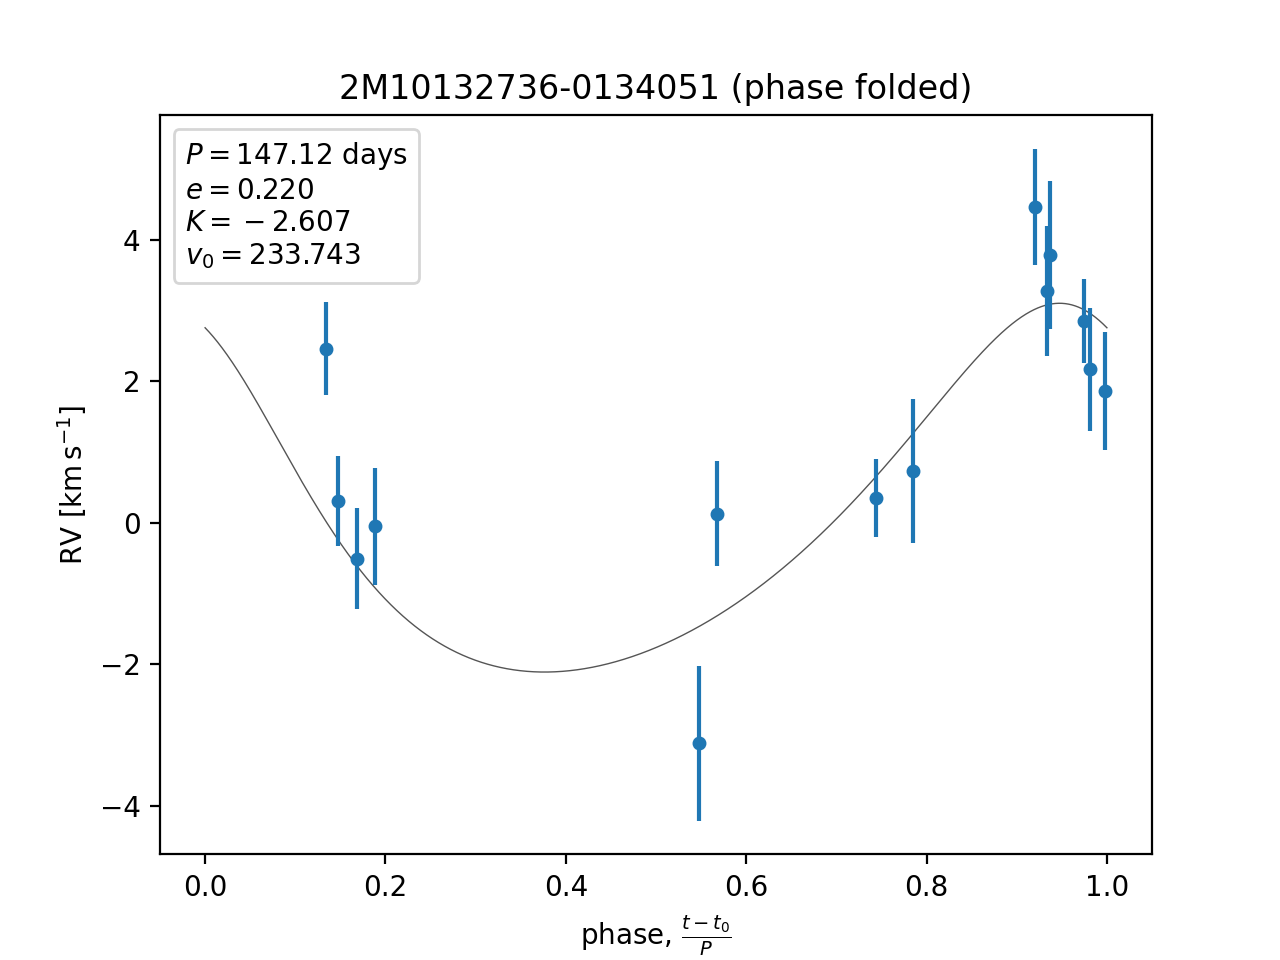 2M10132736-0134051 (phase folded)
P = 147.12 days
e = 0.220
K = −2.607
v₀ = 233.743
4
2
0
−2
−4
RV [km s⁻¹]
0.0 0.2 0.4 0.6 0.8 1.0
phase, (t − t₀)/P